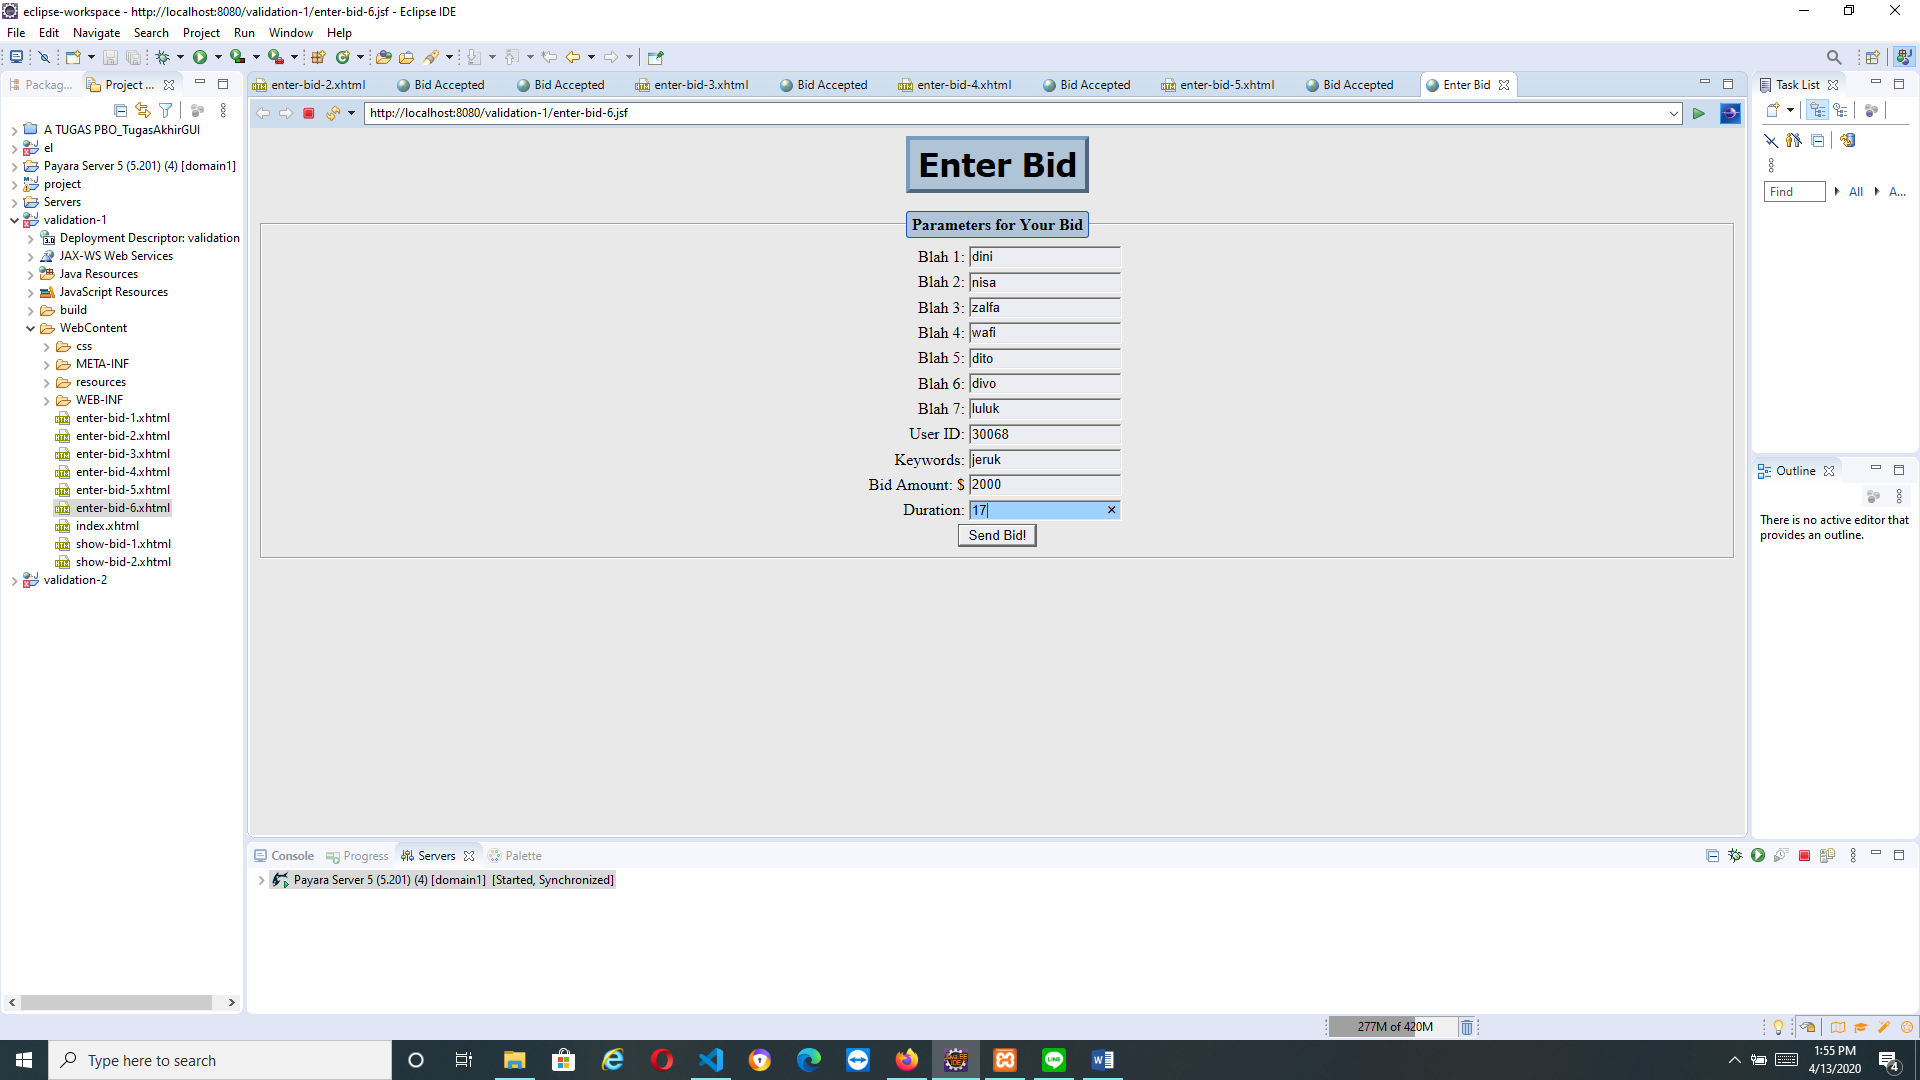 eclipse-workspace - http://localhost:8080/validation-1/enter-bid-6.jsf - Eclipse IDE
File Edit Navigate Search Project Run Window Help
Packag... Project ...
enter-bid-2.xhtml Bid Accepted Bid Accepted enter-bid-3.xhtml Bid Accepted enter-bid-4.xhtml Bid Accepted enter-bid-5.xhtml Bid Accepted Enter Bid
http://localhost:8080/validation-1/enter-bid-6.jsf
A TUGAS PBO_TugasAkhirGUI
el
Payara Server 5 (5.201) (4) [domain1]
project
Servers
validation-1
Deployment Descriptor: validation
JAX-WS Web Services
Java Resources
JavaScript Resources
build
WebContent
css
META-INF
resources
WEB-INF
enter-bid-1.xhtml
enter-bid-2.xhtml
enter-bid-3.xhtml
enter-bid-4.xhtml
enter-bid-5.xhtml
enter-bid-6.xhtml
index.xhtml
show-bid-1.xhtml
show-bid-2.xhtml
validation-2
Enter Bid
Parameters for Your Bid
Blah 1: dini
Blah 2: nisa
Blah 3: zalfa
Blah 4: wafi
Blah 5: dito
Blah 6: divo
Blah 7: luluk
User ID: 30068
Keywords: jeruk
Bid Amount: $ 2000
Duration: 17
Send Bid!
Task List
Find All A...
Outline
There is no active editor that
provides an outline.
Console Progress Servers Palette
Payara Server 5 (5.201) (4) [domain1] [Started, Synchronized]
277M of 420M
Type here to search
1:55 PM
4/13/2020
4